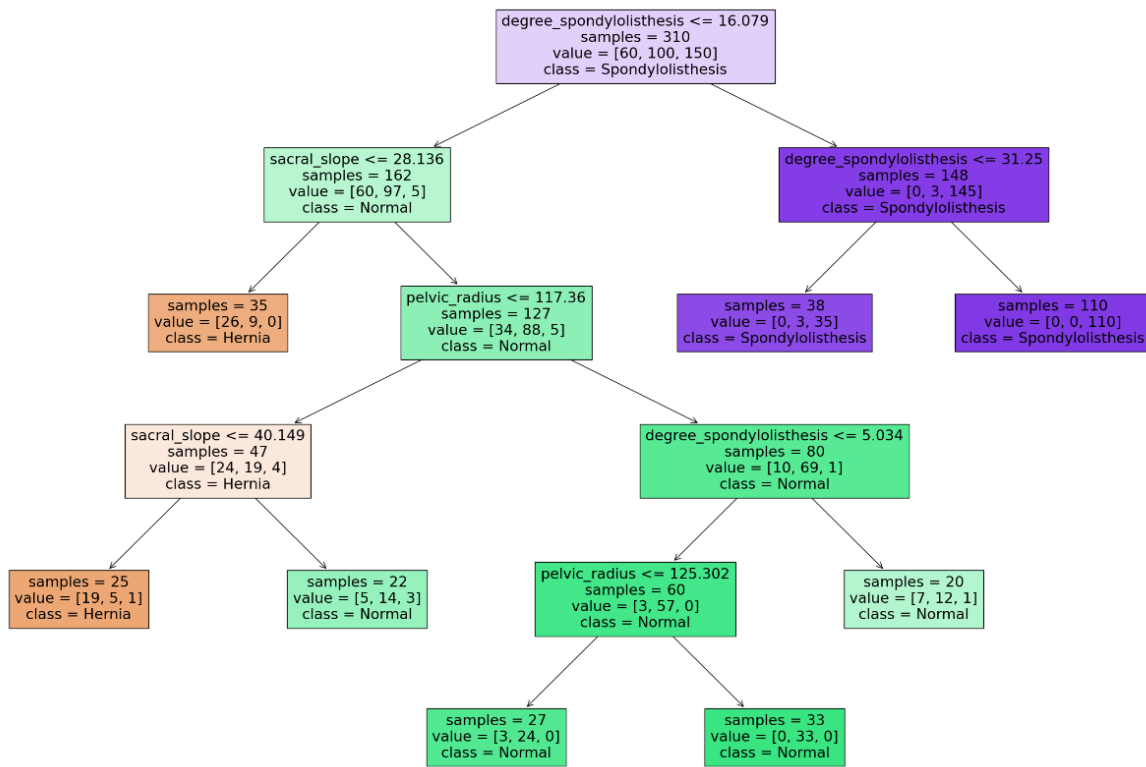 degree_spondylolisthesis <= 16.079
samples = 310
value = [60, 100, 150]
class = Spondylolisthesis
sacral_slope <= 28.136
samples = 162
value = [60, 97, 5]
class = Normal
degree_spondylolisthesis <= 31.25
samples = 148
value = [0, 3, 145]
class = Spondylolisthesis
samples = 35
value = [26, 9, 0]
class = Hernia
pelvic_radius <= 117.36
samples = 127
value = [34, 88, 5]
class = Normal
samples = 38
value = [0, 3, 35]
class = Spondylolisthesis
samples = 110
value = [0, 0, 110]
class = Spondylolisthesis
sacral_slope <= 40.149
samples = 47
value = [24, 19, 4]
class = Hernia
degree_spondylolisthesis <= 5.034
samples = 80
value = [10, 69, 1]
class = Normal
samples = 25
value = [19, 5, 1]
class = Hernia
samples = 22
value = [5, 14, 3]
class = Normal
pelvic_radius <= 125.302
samples = 60
value = [3, 57, 0]
class = Normal
samples = 20
value = [7, 12, 1]
class = Normal
samples = 27
value = [3, 24, 0]
class = Normal
samples = 33
value = [0, 33, 0]
class = Normal